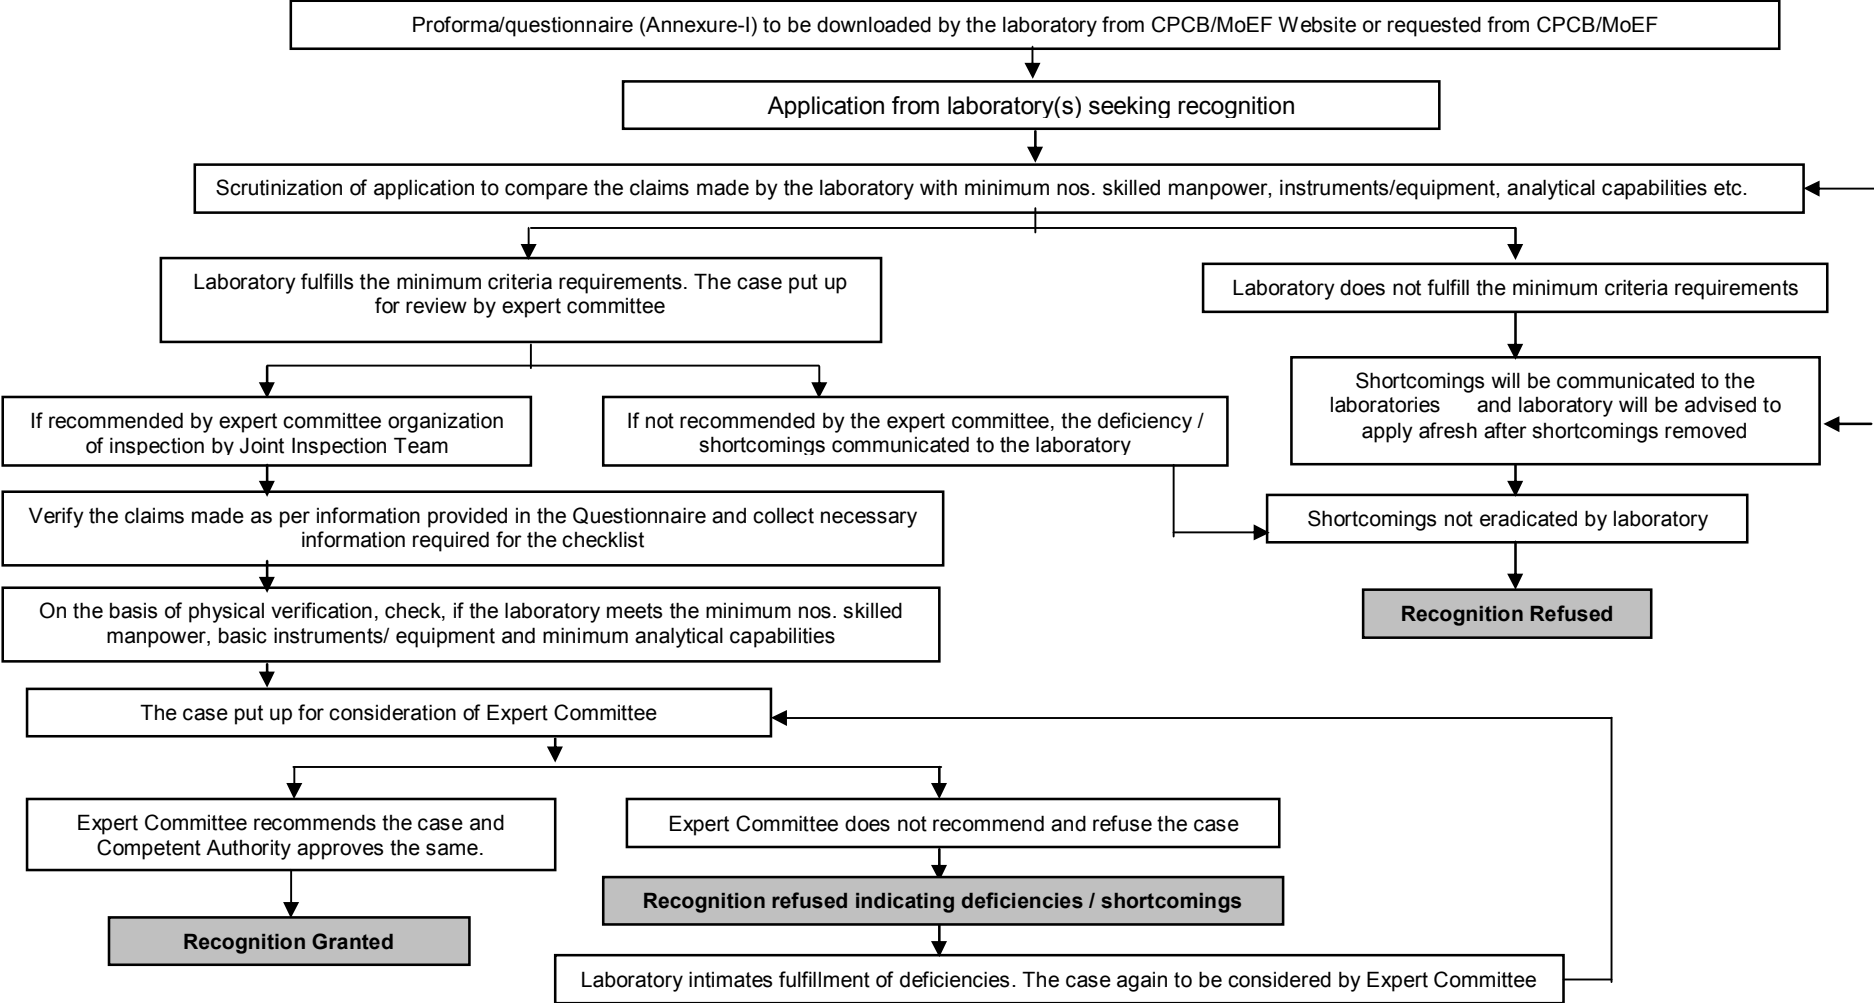 Proforma/questionnaire (Annexure-I) to be downloaded by the laboratory from CPCB/MoEF Website or requested from CPCB/MoEF
Application from laboratory(s) seeking recognition
Scrutinization of application to compare the claims made by the laboratory with minimum nos. skilled manpower, instruments/equipment, analytical capabilities etc.
Laboratory fulfills the minimum criteria requirements. The case put up
for review by expert committee
Laboratory does not fulfill the minimum criteria requirements
Shortcomings will be communicated to the
laboratories and laboratory will be advised to
apply afresh after shortcomings removed
If recommended by expert committee organization
of inspection by Joint Inspection Team
If not recommended by the expert committee, the deficiency /
shortcomings communicated to the laboratory
Verify the claims made as per information provided in the Questionnaire and collect necessary
information required for the checklist
Shortcomings not eradicated by laboratory
On the basis of physical verification, check, if the laboratory meets the minimum nos. skilled
manpower, basic instruments/ equipment and minimum analytical capabilities
Recognition Refused
The case put up for consideration of Expert Committee
Expert Committee recommends the case and
Competent Authority approves the same.
Expert Committee does not recommend and refuse the case
Recognition refused indicating deficiencies / shortcomings
Recognition Granted
Laboratory intimates fulfillment of deficiencies. The case again to be considered by Expert Committee